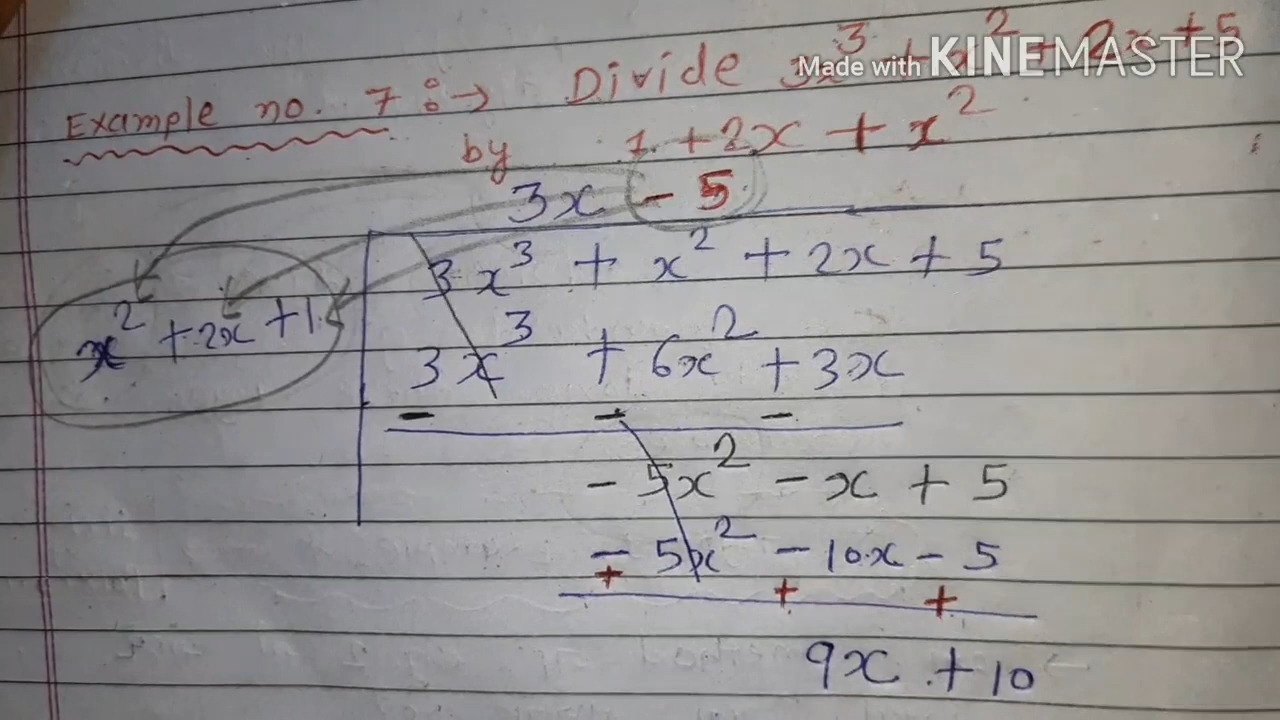 Example no. 7 :→ Divide 3x³ + x² + 2x + 5
Made with KINEMASTER
by 1 + 2x + x²
3x - 5
x² + 2x + 1 3x³ + x² + 2x + 5
3x³ + 6x² + 3x
- - -
- 5x² - x + 5
- 5x² - 10x - 5
+ + +
9x + 10